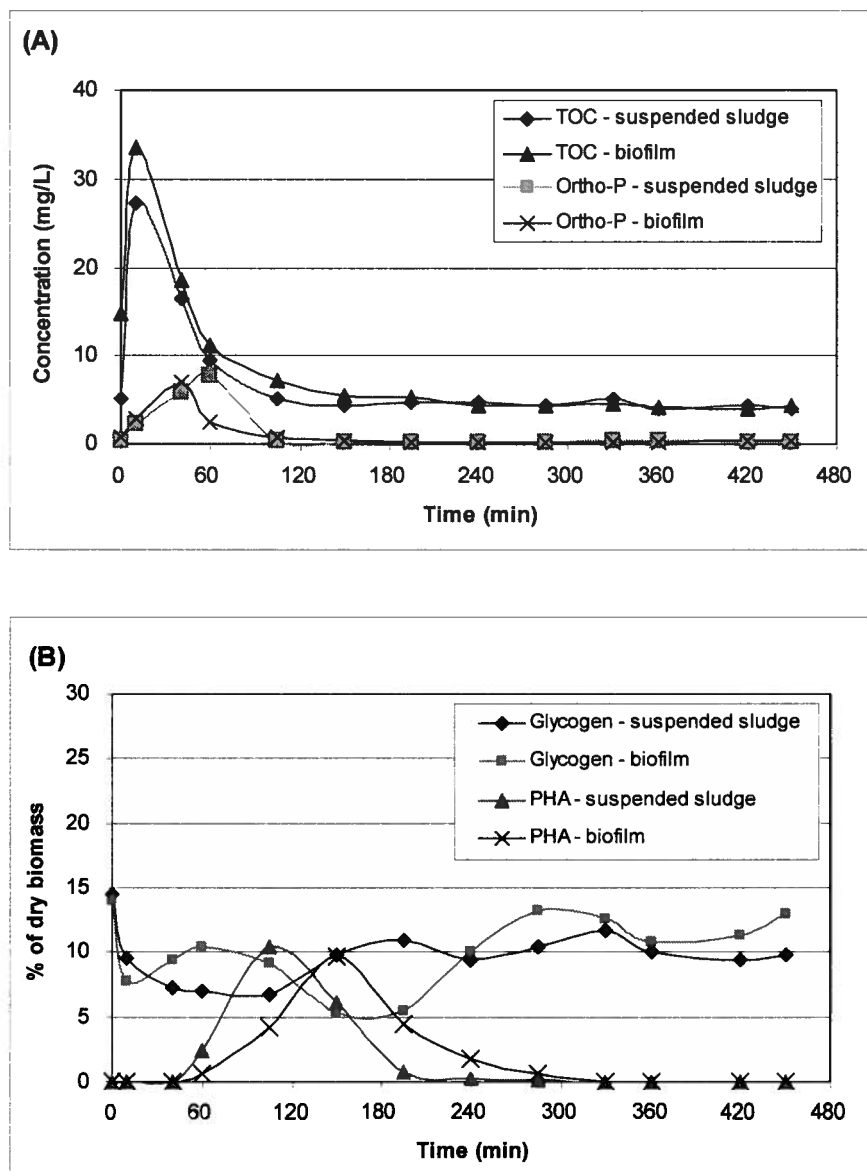 (A)
40
30
20
10
0
Concentration (mg/L)
TOC - suspended sludge
TOC - biofilm
Ortho-P - suspended sludge
Ortho-P - biofilm
0 60 120 180 240 300 360 420 480
Time (min)
(B)
30
25
20
15
10
5
0
% of dry biomass
Glycogen - suspended sludge
Glycogen - biofilm
PHA - suspended sludge
PHA - biofilm
0 60 120 180 240 300 360 420 480
Time (min)